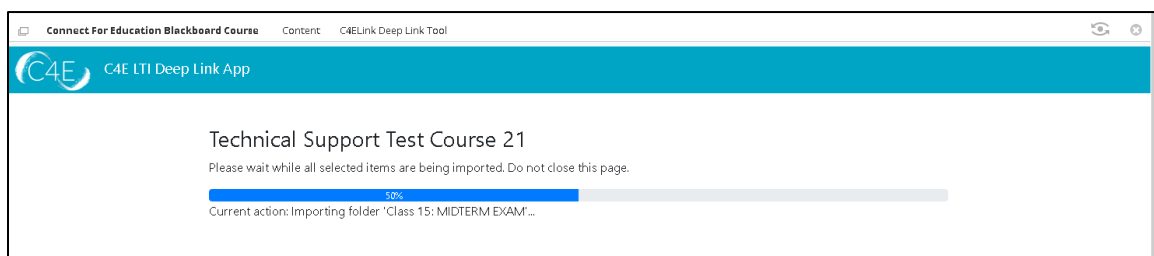 Connect For Education Blackboard Course Content C4ELink Deep Link Tool
C4E C4E LTI Deep Link App
Technical Support Test Course 21
Please wait while all selected items are being imported. Do not close this page.
50%
Current action: Importing folder 'Class 15: MIDTERM EXAM'...